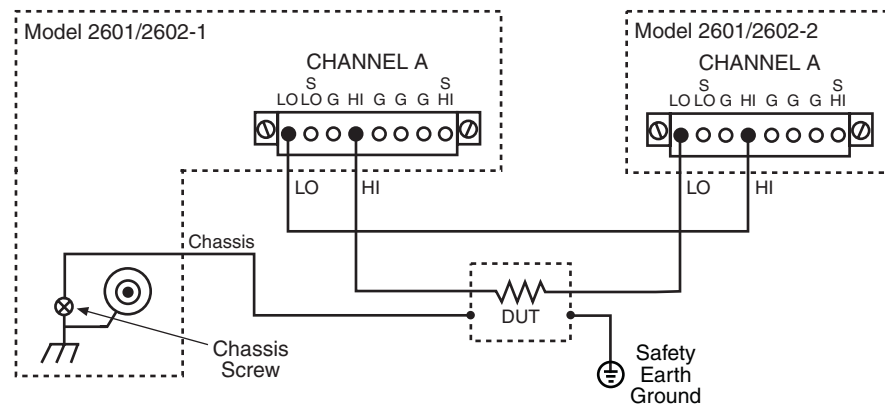 Model 2601/2602-1
CHANNEL A
S S
LO LO G HI G G G HI
LO HI
Model 2601/2602-2
CHANNEL A
S S
LO LO G HI G G G HI
LO HI
Chassis
DUT
Chassis
Screw
Safety
Earth
Ground